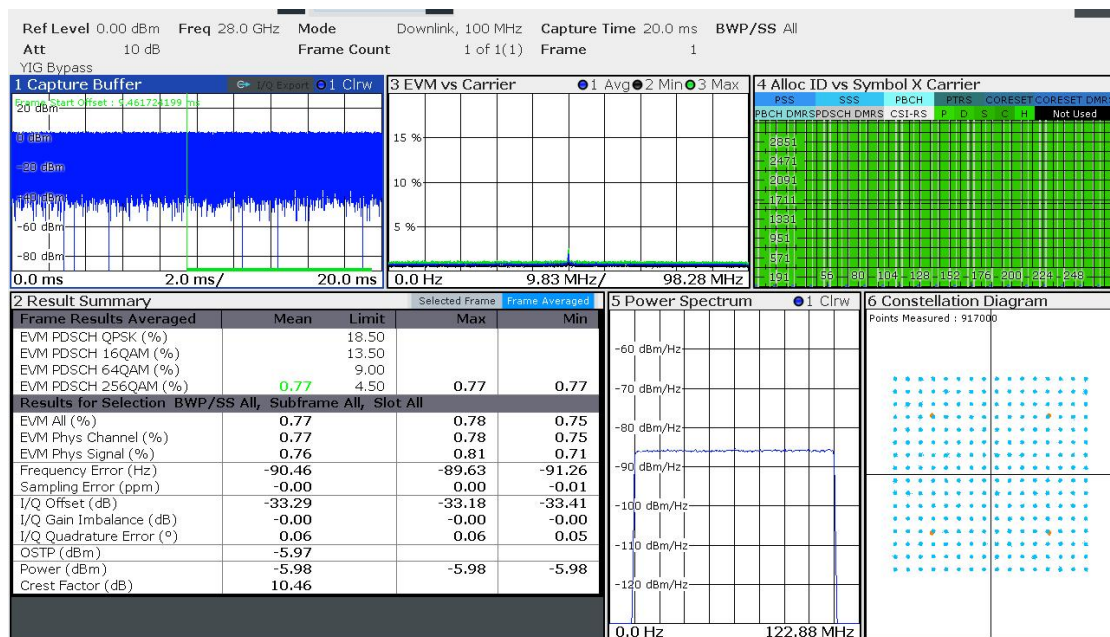 Ref Level 0.00 dBm Freq 28.0 GHz Mode Downlink, 100 MHz Capture Time 20.0 ms BWP/SS All
Att 10 dB Frame Count 1 of 1(1) Frame 1
YIG Bypass
1 Capture Buffer I/Q Export 1 Clrw
Frame Start Offset : 9.461724199 ms
20 dBm
0 dBm
-20 dBm
-40 dBm
-60 dBm
-80 dBm
0.0 ms 2.0 ms/ 20.0 ms
3 EVM vs Carrier 1 Avg 2 Min 3 Max
15 %
10 %
5 %
0.0 Hz 9.83 MHz/ 98.28 MHz
4 Alloc ID vs Symbol X Carrier
PSS SSS PBCH PTRS CORESET CORESET DMRS
PBCH DMRS PDSCH DMRS CSI-RS P D S C H Not Used
2851
2471
2091
1711
1331
951
571
191 56 80 104 128 152 176 200 224 248
2 Result Summary Selected Frame Frame Averaged
Frame Results Averaged Mean Limit Max Min
EVM PDSCH QPSK (%) 18.50
EVM PDSCH 16QAM (%) 13.50
EVM PDSCH 64QAM (%) 9.00
EVM PDSCH 256QAM (%) 0.77 4.50 0.77 0.77
Results for Selection BWP/SS All, Subframe All, Slot All
EVM All (%) 0.77 0.78 0.75
EVM Phys Channel (%) 0.77 0.78 0.75
EVM Phys Signal (%) 0.76 0.81 0.71
Frequency Error (Hz) -90.46 -89.63 -91.26
Sampling Error (ppm) -0.00 0.00 -0.01
I/Q Offset (dB) -33.29 -33.18 -33.41
I/Q Gain Imbalance (dB) -0.00 -0.00 -0.00
I/Q Quadrature Error (º) 0.06 0.06 0.05
OSTP (dBm) -5.97
Power (dBm) -5.98 -5.98 -5.98
Crest Factor (dB) 10.46
5 Power Spectrum 1 Clrw
-60 dBm/Hz
-70 dBm/Hz
-80 dBm/Hz
-90 dBm/Hz
-100 dBm/Hz
-110 dBm/Hz
-120 dBm/Hz
0.0 Hz 122.88 MHz
6 Constellation Diagram
Points Measured : 917000